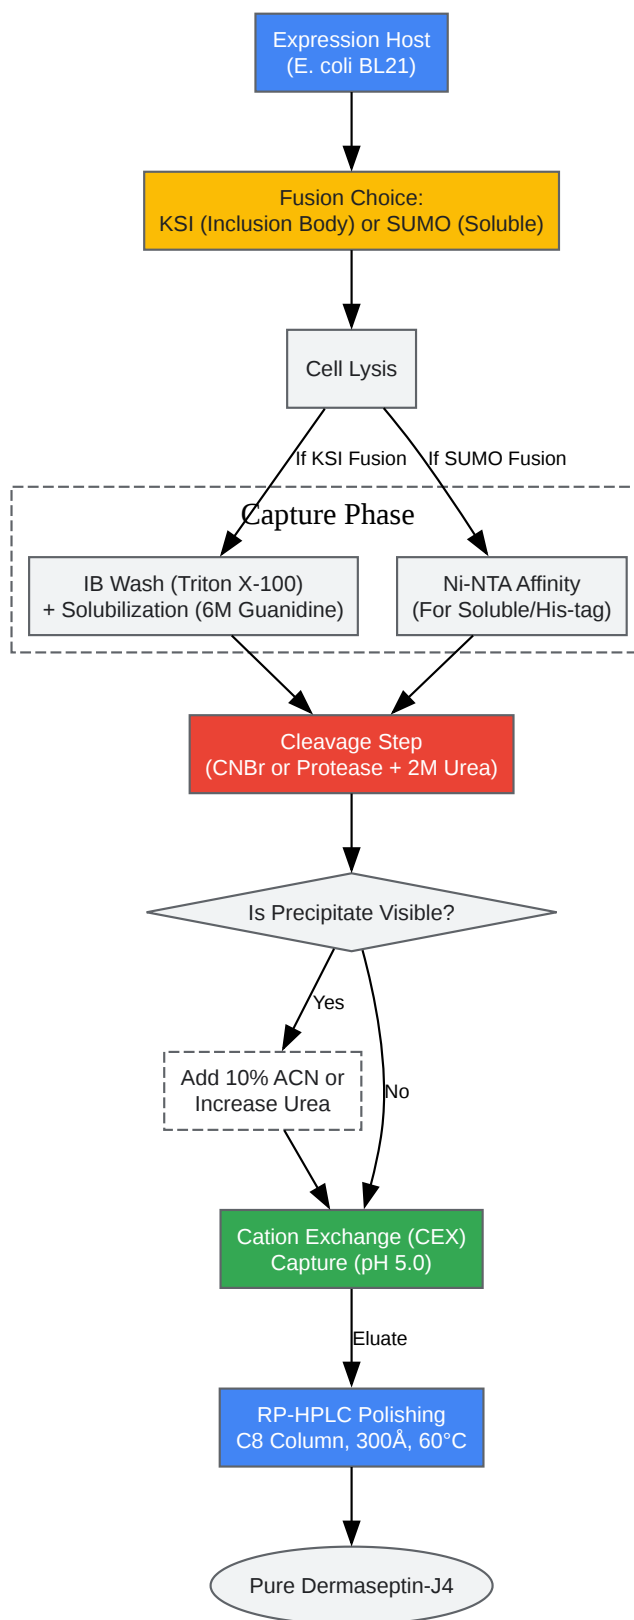 Expression Host
(E. coli BL21)
Fusion Choice:
KSI (Inclusion Body) or SUMO (Soluble)
Cell Lysis
If KSI Fusion
If SUMO Fusion
Capture Phase
IB Wash (Triton X-100)
+ Solubilization (6M Guanidine)
Ni-NTA Affinity
(For Soluble/His-tag)
Cleavage Step
(CNBr or Protease + 2M Urea)
Is Precipitate Visible?
Yes
Add 10% ACN or
Increase Urea
No
Cation Exchange (CEX)
Capture (pH 5.0)
Eluate
RP-HPLC Polishing
C8 Column, 300Å, 60°C
Pure Dermaseptin-J4